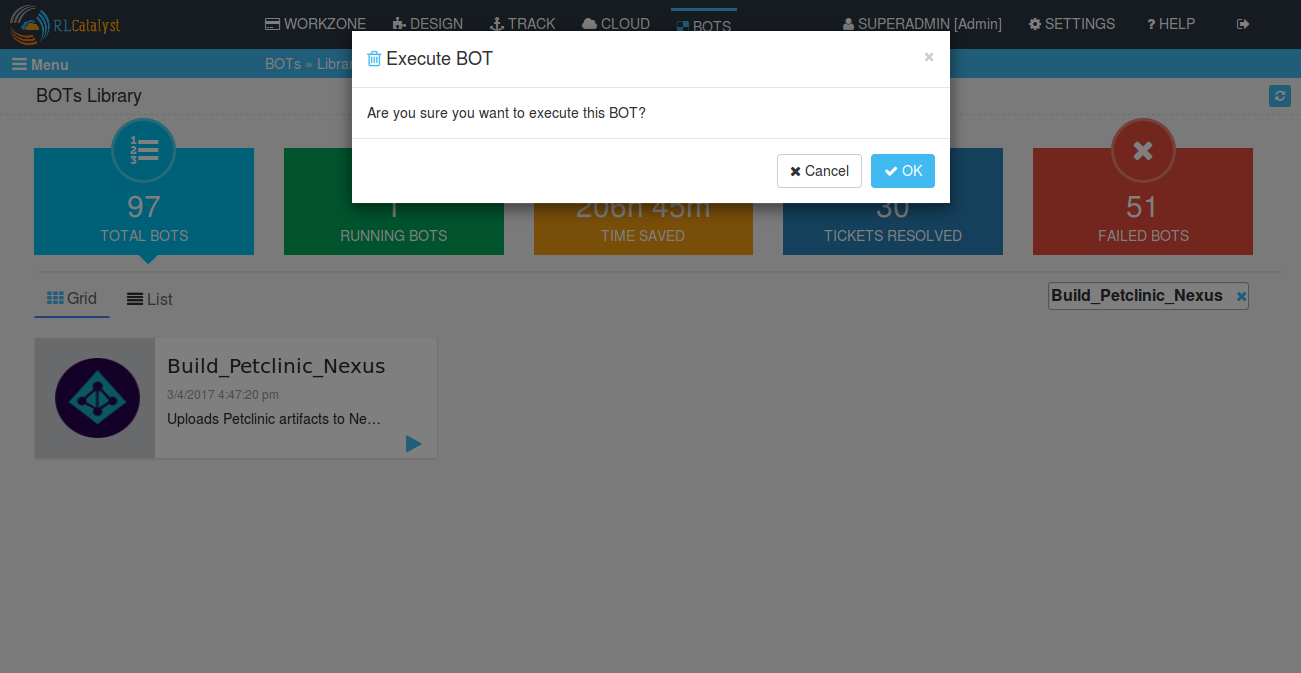 RLCatalyst
WORKZONE DESIGN TRACK CLOUD BOTS SUPERADMIN [Admin] SETTINGS ? HELP
Menu
BOTs »
Execute BOT
×
Are you sure you want to execute this BOT?
Cancel OK
BOTs Library
1
2
3
97
TOTAL BOTS
1
RUNNING BOTS
206h 45m
TIME SAVED
30
TICKETS RESOLVED
51
FAILED BOTS
Grid List
Build_Petclinic_Nexus
Build_Petclinic_Nexus
3/4/2017 4:47:20 pm
Uploads Petclinic artifacts to Ne...